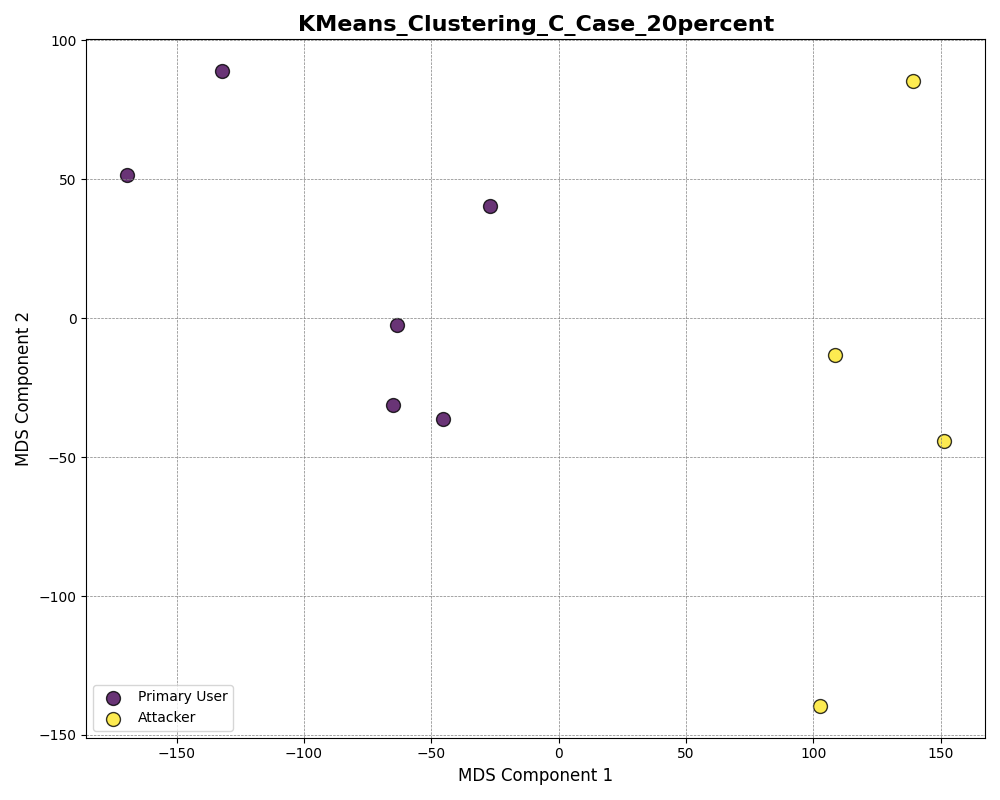 KMeans_Clustering_C_Case_20percent
100
50
0
−50
−100
−150
MDS Component 2
Primary User
Attacker
−150 −100 −50 0 50 100 150
MDS Component 1